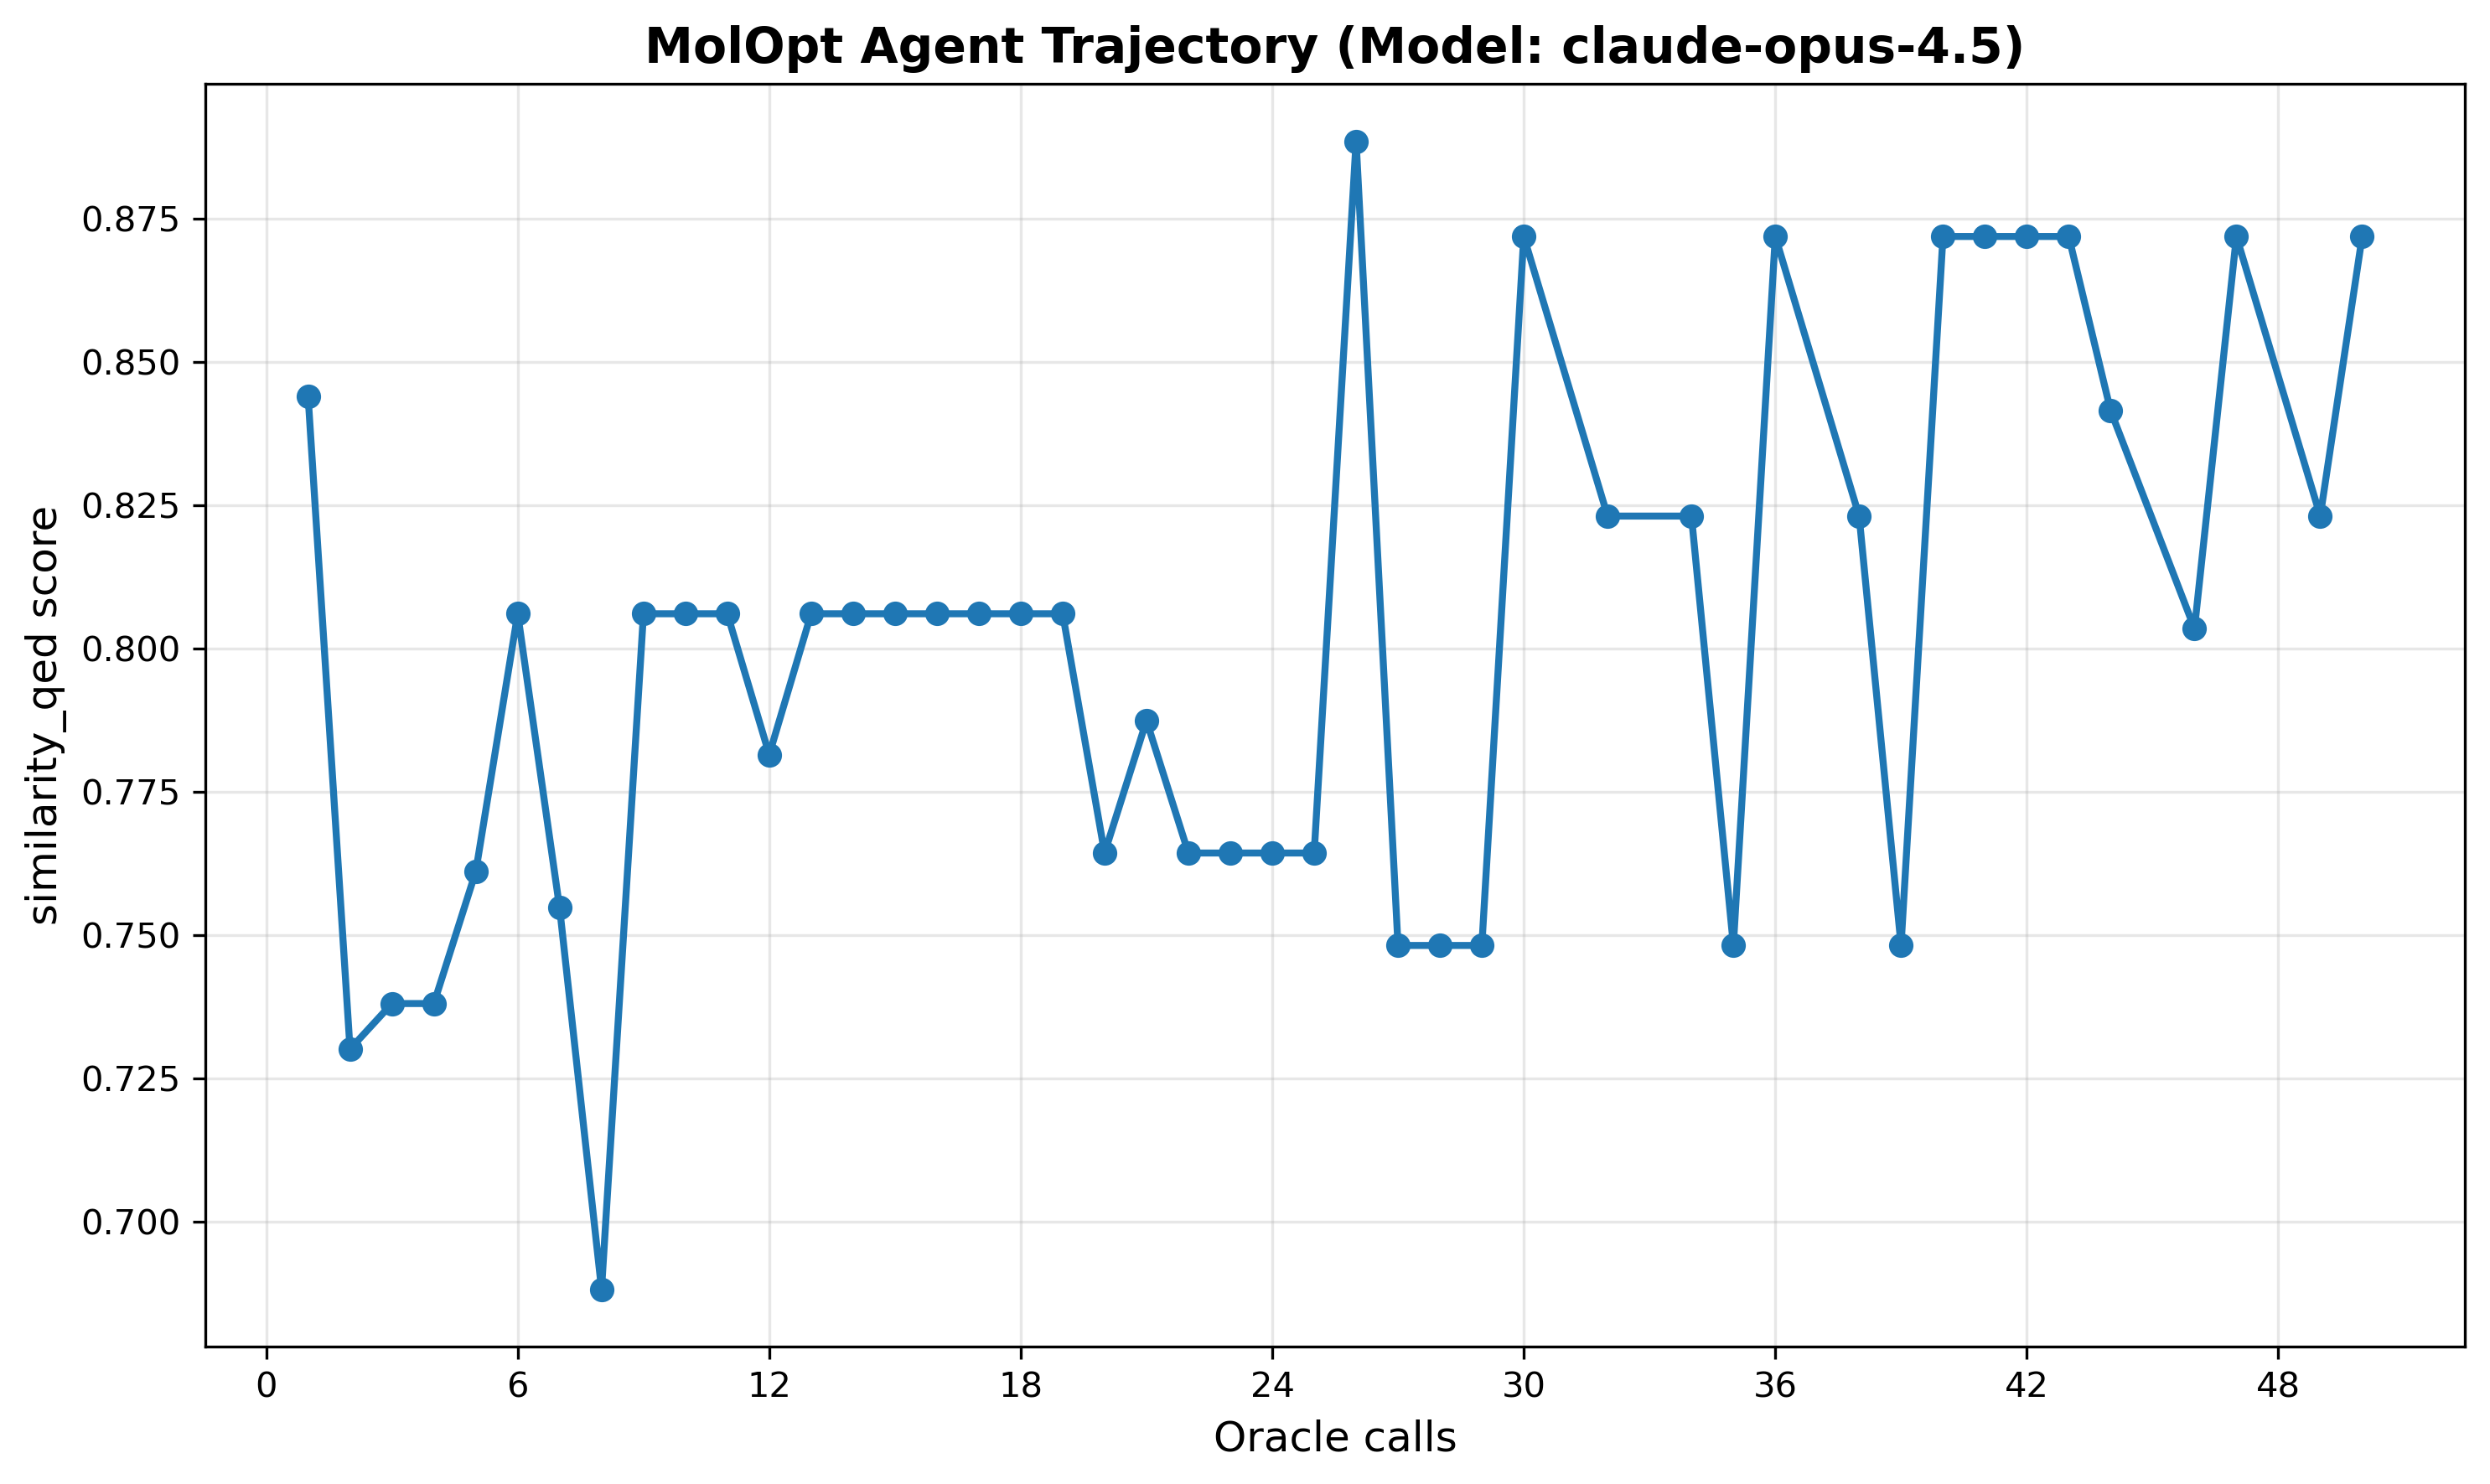 MolOpt Agent Trajectory (Model: claude-opus-4.5)
similarity_qed score
0.875
0.850
0.825
0.800
0.775
0.750
0.725
0.700
0 6 12 18 24 30 36 42 48
Oracle calls